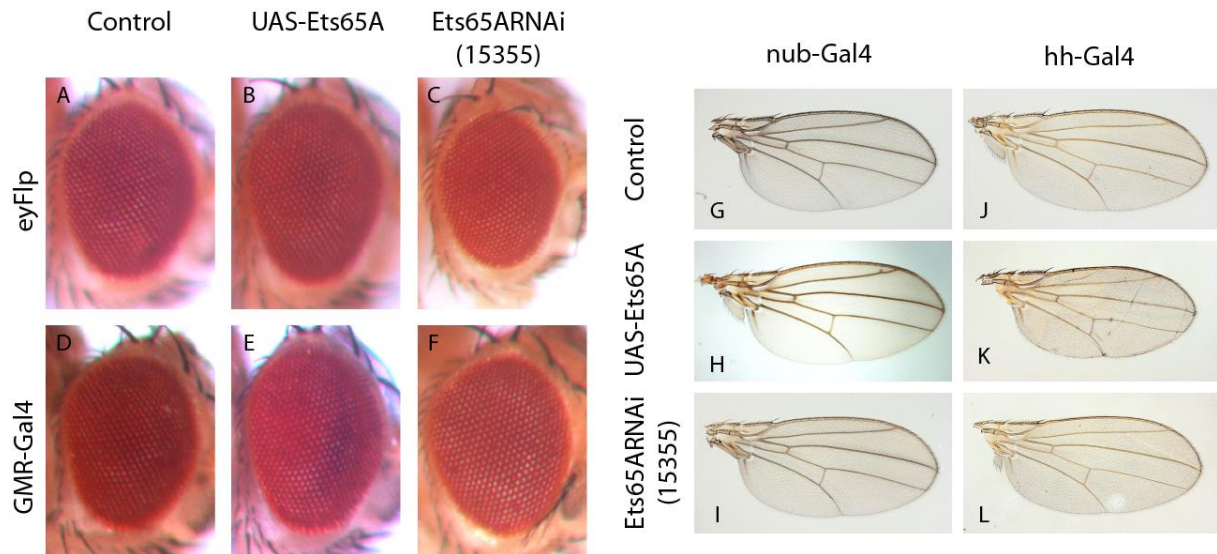 Control
UAS-Ets65A
Ets65ARNAi
(15355)
eyFlp
A
B
C
GMR-Gal4
D
E
F
nub-Gal4
hh-Gal4
Control
G
J
UAS-Ets65A
H
K
Ets65ARNAi
(15355)
I
L